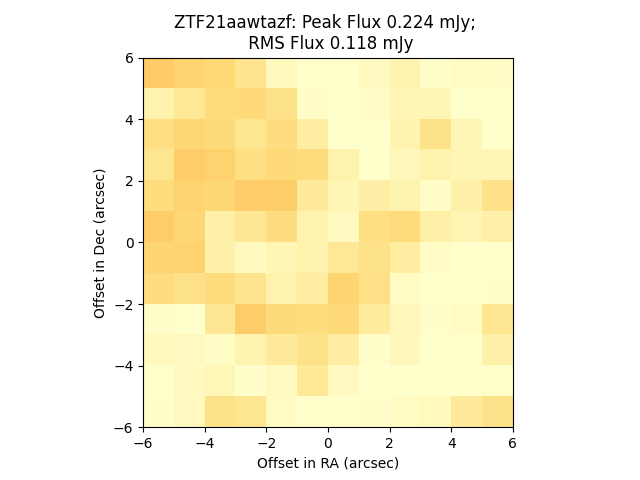 ZTF21aawtazf: Peak Flux 0.224 mJy;
RMS Flux 0.118 mJy
6
4
2
0
−2
−4
−6
Offset in Dec (arcsec)
−6 −4 −2 0 2 4 6
Offset in RA (arcsec)